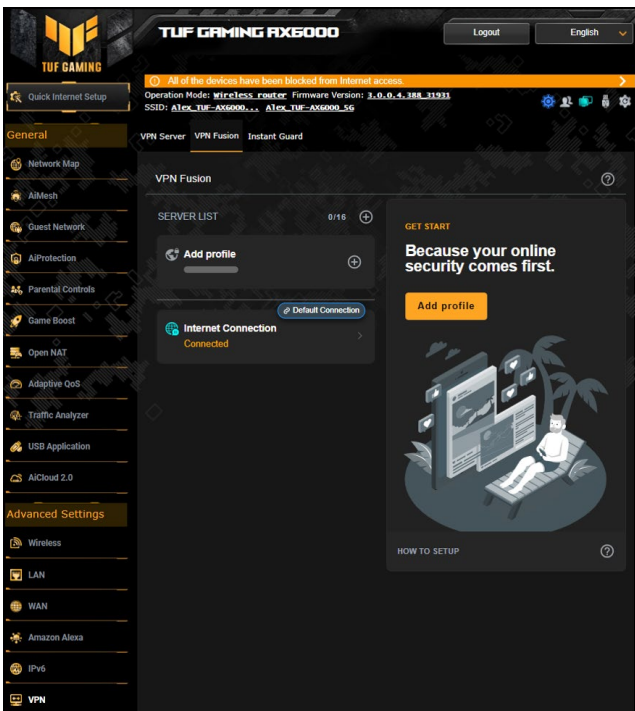 TUF GAMING
TUF GAMING AX6000
Logout
English
All of the devices have been blocked from Internet access.
Quick Internet Setup
Operation Mode: Wireless router Firmware Version: 3.0.0.4.388_31931
SSID: Alex_TUF-AX6000... Alex_TUF-AX6000_5G
General
VPN Server VPN Fusion Instant Guard
Network Map
AiMesh
Guest Network
AiProtection
Parental Controls
Game Boost
Open NAT
Adaptive QoS
Traffic Analyzer
USB Application
AiCloud 2.0
Advanced Settings
Wireless
LAN
WAN
Amazon Alexa
IPv6
VPN
VPN Fusion
SERVER LIST 0/16
Add profile
Default Connection
Internet Connection
Connected
GET START
Because your online
security comes first.
Add profile
HOW TO SETUP